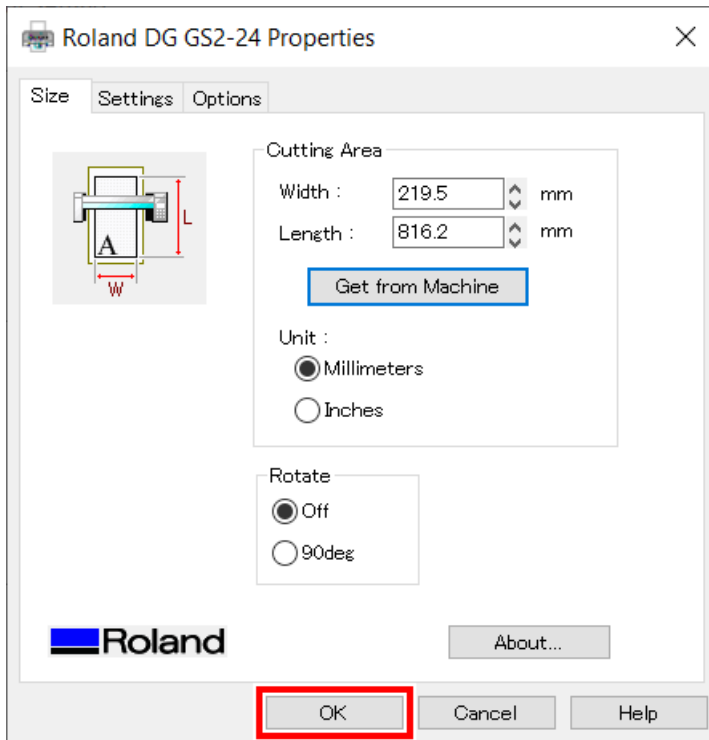 Roland DG GS2-24 Properties
Size Settings Options
Cutting Area
Width : 219.5 mm
Length : 816.2 mm
Get from Machine
Unit :
Millimeters
Inches
L
A
W
Rotate
Off
90deg
Roland
About...
OK Cancel Help